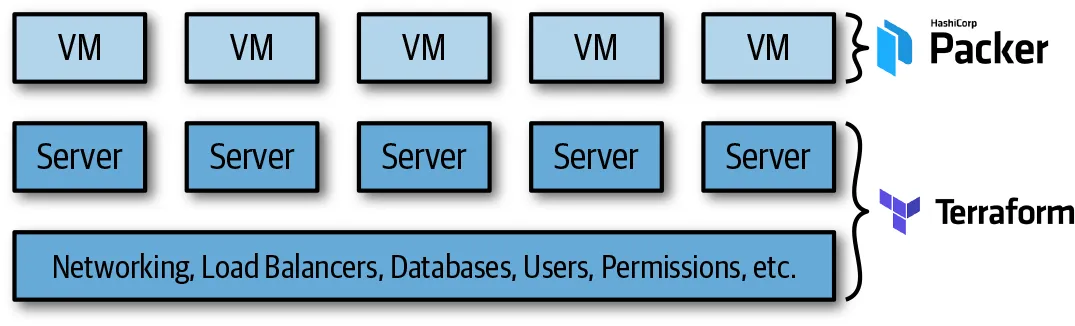 VM VM VM VM VM
HashiCorp
Packer
Server Server Server Server Server
Terraform
Networking, Load Balancers, Databases, Users, Permissions, etc.